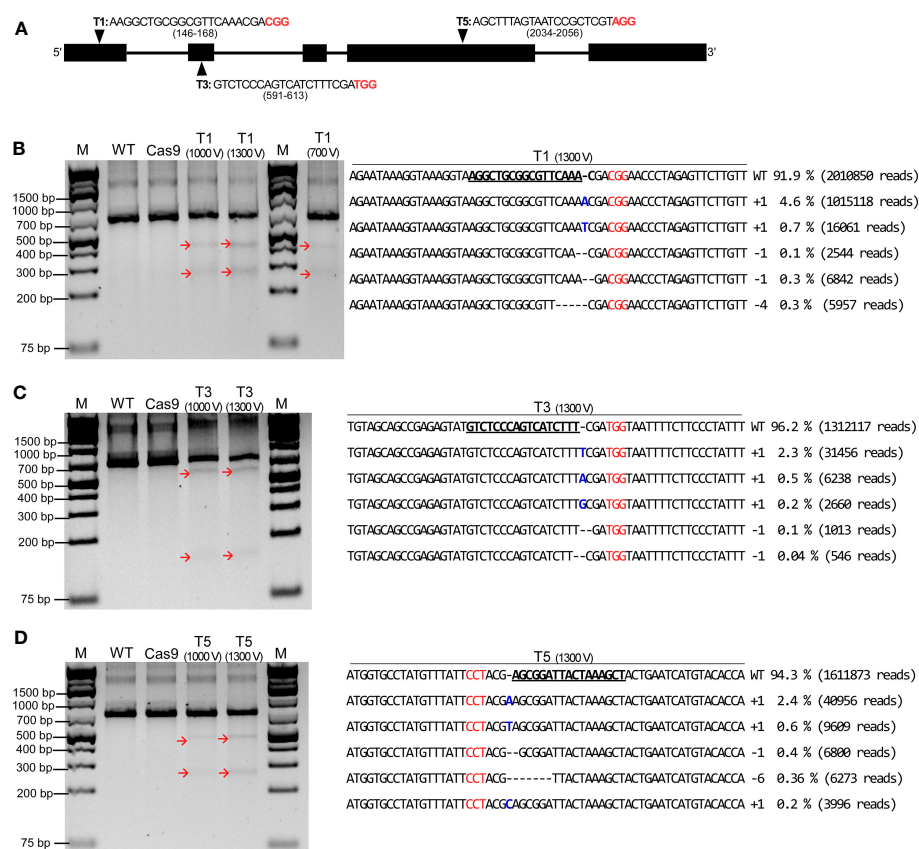 A
T1:AAGGCTGCGGCGTTCAAACGACGG
(146-168)
T5:AGCTTTAGTAATCCGCTCGTAGG
(2034-2056)
5'
3'
T3:GTCTCCCAGTCATCTTTCGATGG
(591-613)
B
M WT Cas9 T1 (1000 V) T1 (1300 V) M T1 (700 V)
1500 bp
1000 bp
700 bp
500 bp
400 bp
300 bp
200 bp
75 bp
T1 (1300 V)
AGAATAAAGGTAAAGGTAAGGCTGCGGCGTTCAAA-CGACGGAACCCTAGAGTTCTTGTT WT 91.9 % (2010850 reads)
AGAATAAAGGTAAAGGTAAGGCTGCGGCGTTCAAAACGACGGAACCCTAGAGTTCTTGTT +1 4.6 % (1015118 reads)
AGAATAAAGGTAAAGGTAAGGCTGCGGCGTTCAAATCGACGGAACCCTAGAGTTCTTGTT +1 0.7 % (16061 reads)
AGAATAAAGGTAAAGGTAAGGCTGCGGCGTTCAA--CGACGGAACCCTAGAGTTCTTGTT -1 0.1 % (2544 reads)
AGAATAAAGGTAAAGGTAAGGCTGCGGCGTTCAAA--GACGGAACCCTAGAGTTCTTGTT -1 0.3 % (6842 reads)
AGAATAAAGGTAAAGGTAAGGCTGCGGCGTT-----CGACGGAACCCTAGAGTTCTTGTT -4 0.3 % (5957 reads)
C
M WT Cas9 T3 (1000 V) T3 (1300 V) M
1500 bp
1000 bp
700 bp
500 bp
400 bp
300 bp
200 bp
75 bp
T3 (1300 V)
TGTAGCAGCCGAGAGTATGTCTCCCAGTCATCTTT-CGATGGTAATTTTCTTCCCTATTT WT 96.2 % (1312117 reads)
TGTAGCAGCCGAGAGTATGTCTCCCAGTCATCTTTTCGATGGTAATTTTCTTCCCTATTT +1 2.3 % (31456 reads)
TGTAGCAGCCGAGAGTATGTCTCCCAGTCATCTTTACGATGGTAATTTTCTTCCCTATTT +1 0.5 % (6238 reads)
TGTAGCAGCCGAGAGTATGTCTCCCAGTCATCTTTGCGATGGTAATTTTCTTCCCTATTT +1 0.2 % (2660 reads)
TGTAGCAGCCGAGAGTATGTCTCCCAGTCATCTTT--GATGGTAATTTTCTTCCCTATTT -1 0.1 % (1013 reads)
TGTAGCAGCCGAGAGTATGTCTCCCAGTCATCTT--CGATGGTAATTTTCTTCCCTATTT -1 0.04 % (546 reads)
D
M WT Cas9 T5 (1000 V) T5 (1300 V) M
1500 bp
1000 bp
700 bp
500 bp
400 bp
300 bp
200 bp
75 bp
T5 (1300 V)
ATGGTGCCTATGTTTATTCCTACG-AGCGGATTACTAAAGCTACTGAATCATGTACACCA WT 94.3 % (1611873 reads)
ATGGTGCCTATGTTTATTCCTACGAAGCGGATTACTAAAGCTACTGAATCATGTACACCA +1 2.4 % (40956 reads)
ATGGTGCCTATGTTTATTCCTACGTAGCGGATTACTAAAGCTACTGAATCATGTACACCA +1 0.6 % (9609 reads)
ATGGTGCCTATGTTTATTCCTACG--GCGGATTACTAAAGCTACTGAATCATGTACACCA -1 0.4 % (6800 reads)
ATGGTGCCTATGTTTATTCCTACG-------TTACTAAAGCTACTGAATCATGTACACCA -6 0.36 % (6273 reads)
ATGGTGCCTATGTTTATTCCTACGCAGCGGATTACTAAAGCTACTGAATCATGTACACCA +1 0.2 % (3996 reads)